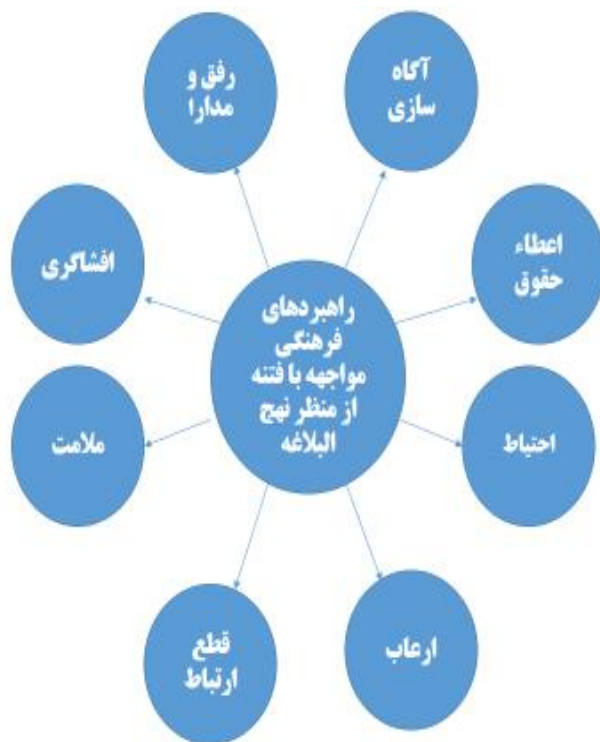 راهبردهای
فرهنگی
مواجهه با فتنه
از منظر نهج
البلاغه
آگاه
سازی
اعطاء
حقوق
احتیاط
ارعاب
قطع
ارتباط
ملامت
افشاگری
رفق و
مدارا